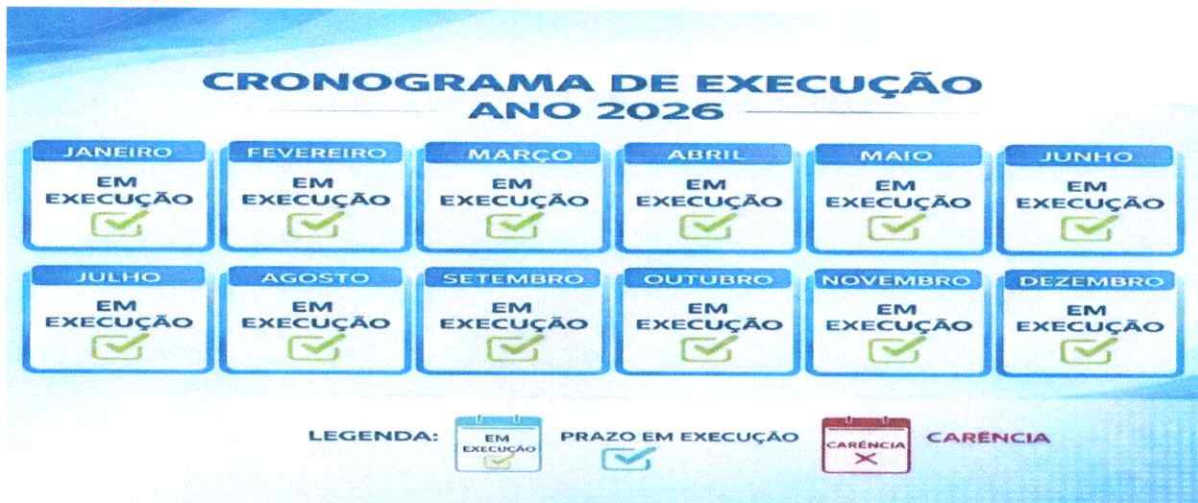 CRONOGRAMA DE EXECUÇÃO
ANO 2026
JANEIRO FEVEREIRO MARÇO ABRIL MAIO JUNHO
EM EM EM EM EM EM
EXECUÇÃO EXECUÇÃO EXECUÇÃO EXECUÇÃO EXECUÇÃO EXECUÇÃO
JULHO AGOSTO SETEMBRO OUTUBRO NOVEMBRO DEZEMBRO
EM EM EM EM EM EM
EXECUÇÃO EXECUÇÃO EXECUÇÃO EXECUÇÃO EXECUÇÃO EXECUÇÃO
LEGENDA: EM EXECUÇÃO PRAZO EM EXECUÇÃO CARÊNCIA CARÊNCIA